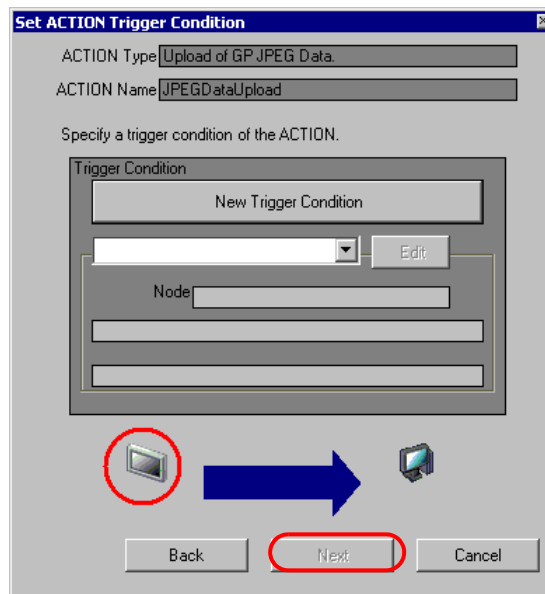 Set ACTION Trigger Condition
ACTION Type Upload of GP JPEG Data.
ACTION Name JPEGDataUpload
Specify a trigger condition of the ACTION.
Trigger Condition
New Trigger Condition
Edit
Node
Back Next Cancel